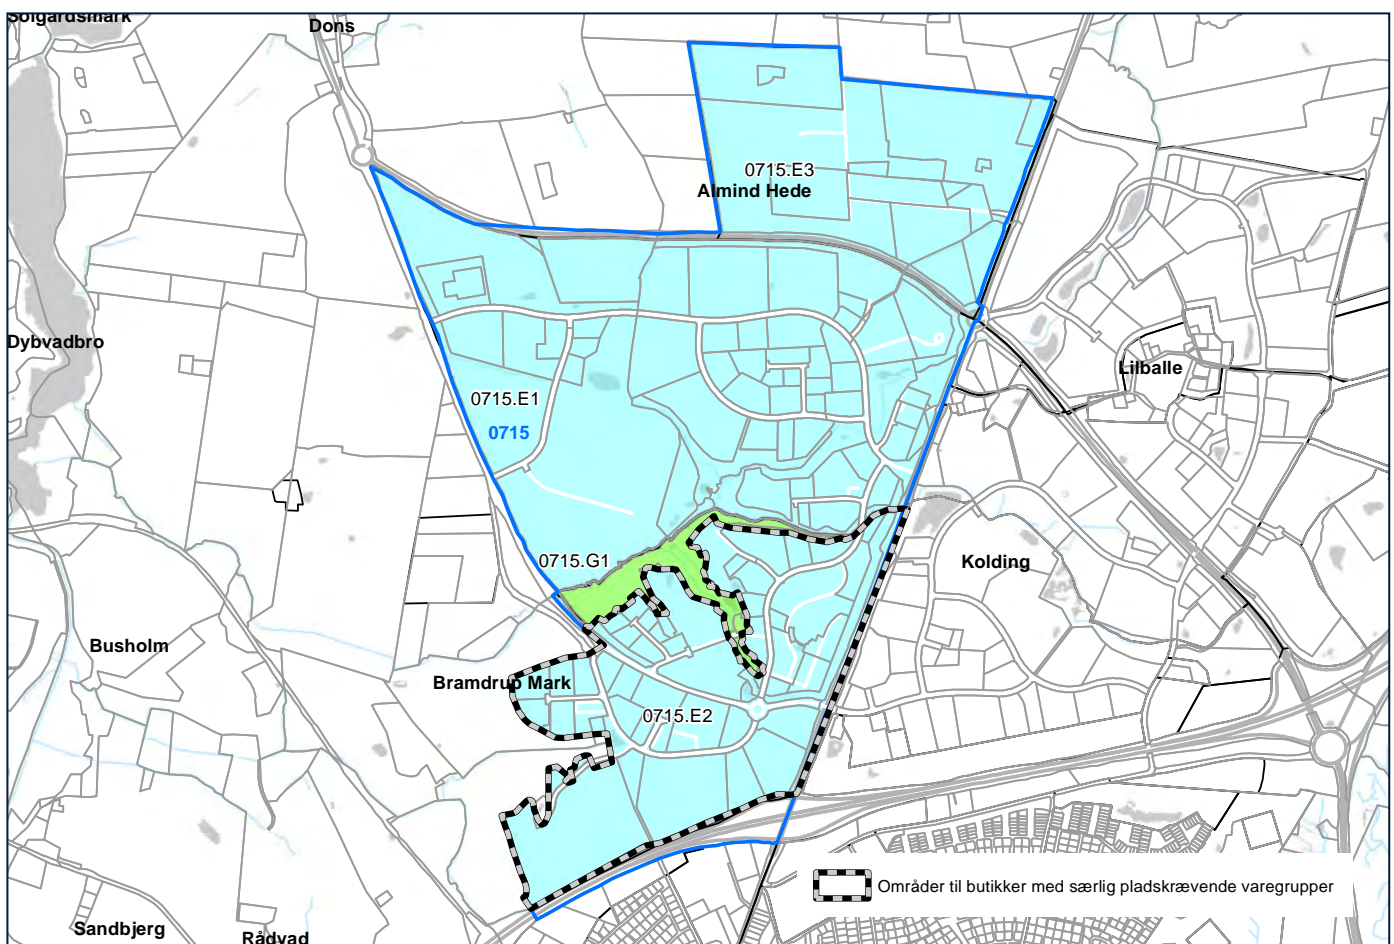 Solgårdsmark
Dons
0715.E3
Almind Hede
Dybvadbro
Lilballe
0715.E1
0715
0715.G1
Kolding
Busholm
Bramdrup Mark
0715.E2
Områder til butikker med særlig pladskrævende varegrupper
Sandbjerg
Rådvad